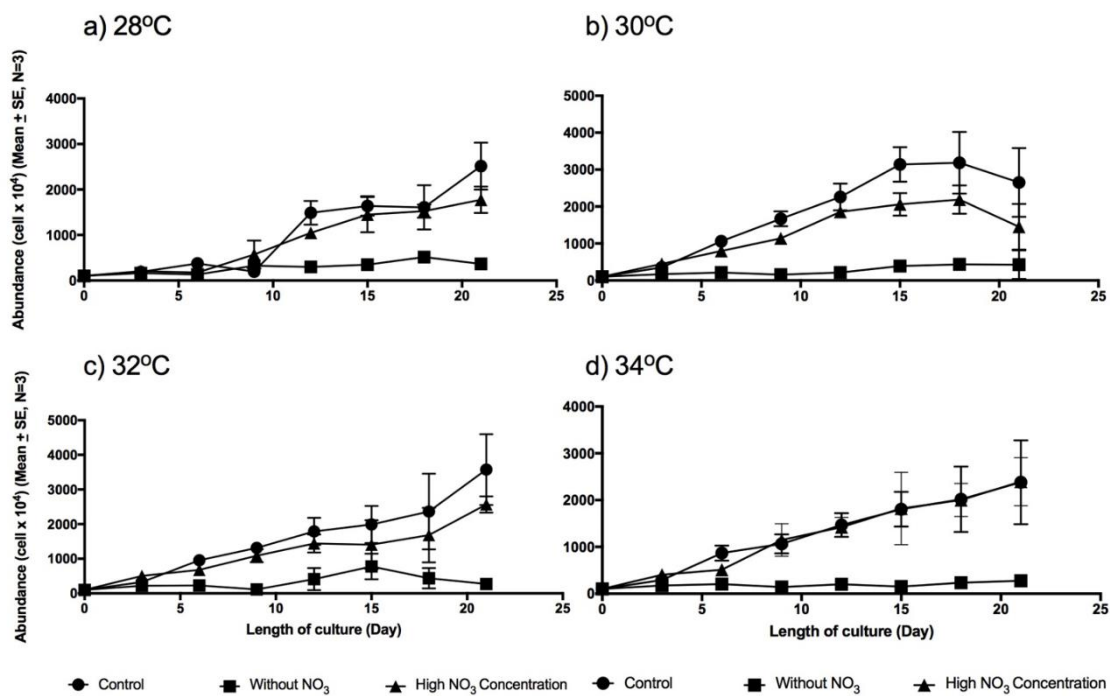 a) 28ºC
Abundance (cell x 10⁴) (Mean ± SE, N=3)
4000
3000
2000
1000
0
0 5 10 15 20 25
b) 30ºC
5000
4000
3000
2000
1000
0
0 5 10 15 20 25
c) 32ºC
Abundance (cell x 10⁴) (Mean ± SE, N=3)
5000
4000
3000
2000
1000
0
0 5 10 15 20 25
Length of culture (Day)
d) 34ºC
4000
3000
2000
1000
0
0 5 10 15 20 25
Length of culture (Day)
Control Without NO₃ High NO₃ Concentration Control Without NO₃ High NO₃ Concentration